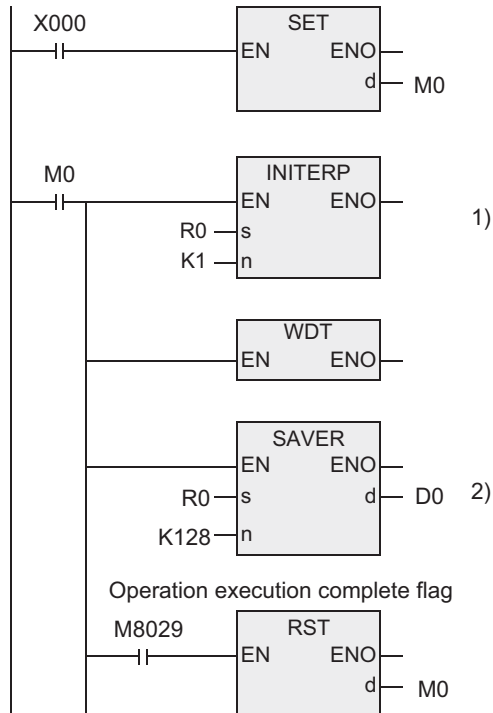 X000
SET
EN ENO
d M0
M0
INITERP
EN ENO
R0 s
K1 n
1)
WDT
EN ENO
SAVER
EN ENO
R0 s d D0 2)
K128 n
Operation execution complete flag
M8029
RST
EN ENO
d M0